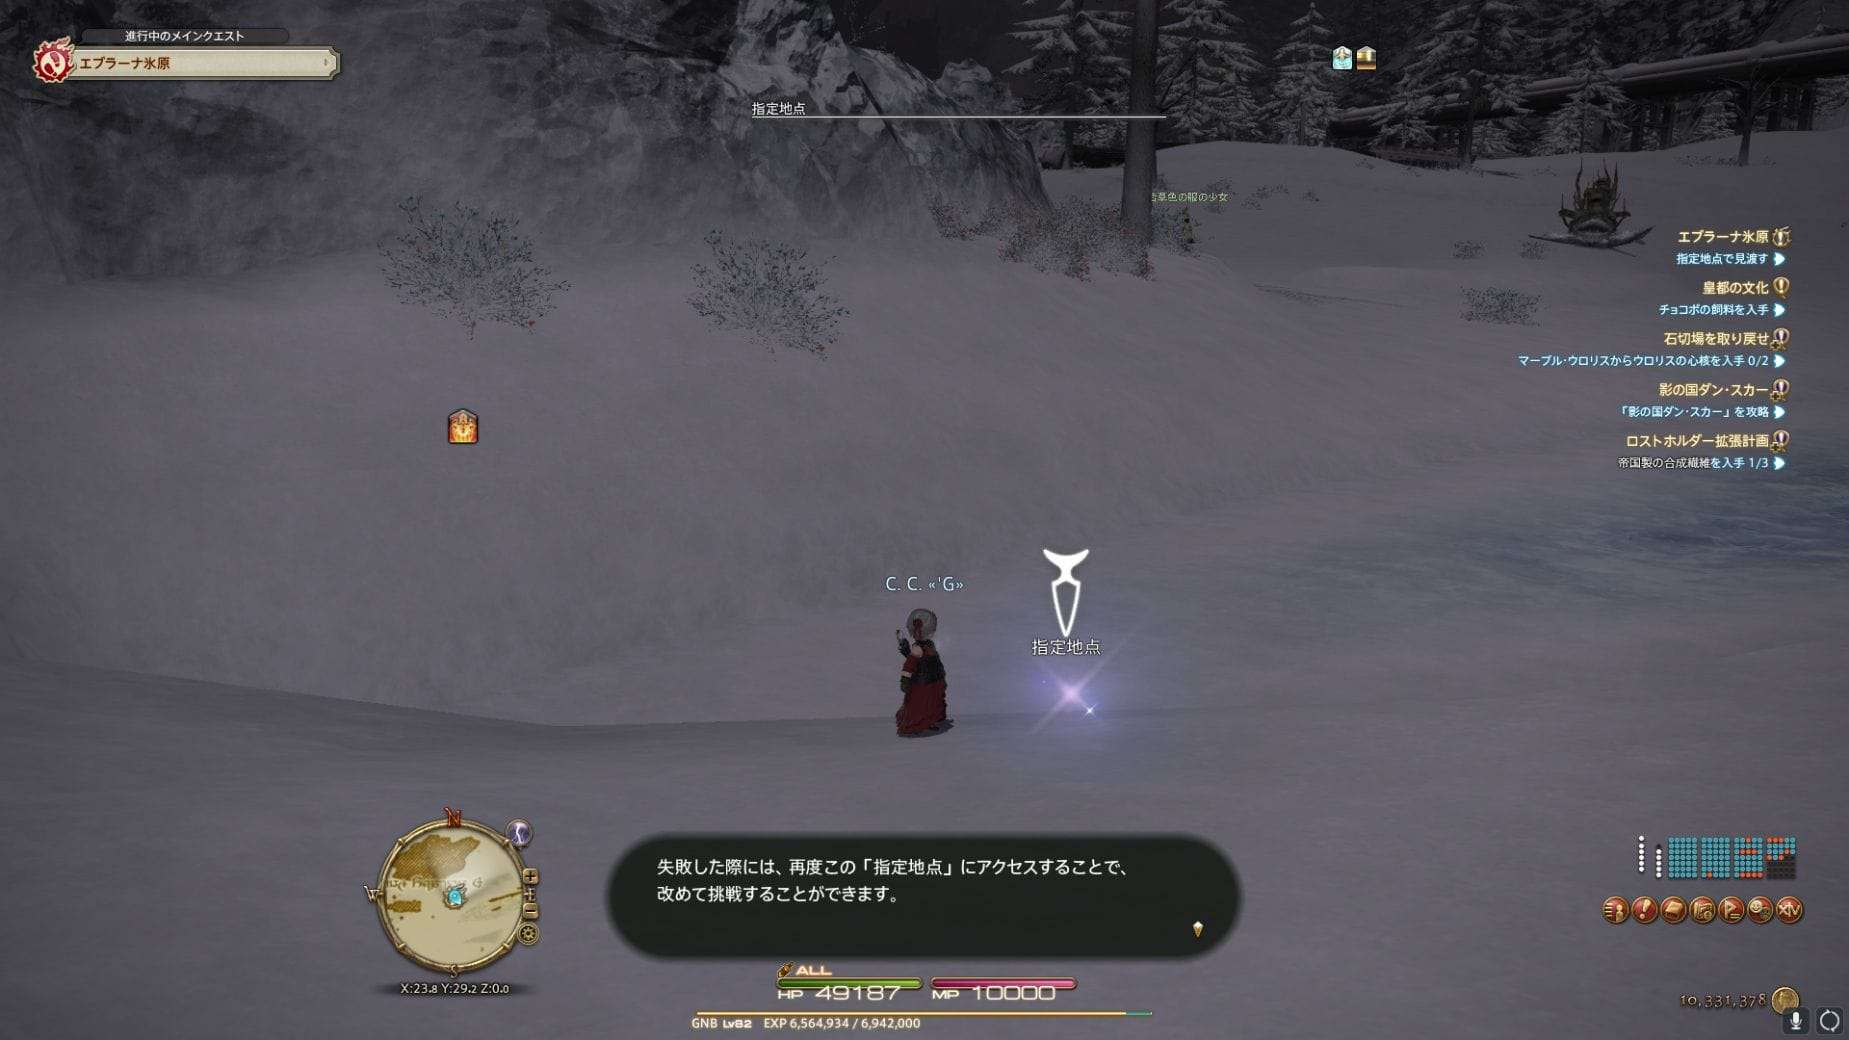 進行中のメインクエスト
エブラーナ氷原
指定地点
色の服の少女
エブラーナ氷原
指定地点で見渡す
皇都の文化
チョコボの飼料を入手
石切場を取り戻せ
マーブル・ウロリスからウロリスの心核を入手 0/2
影の国ダン・スカー
「影の国ダン・スカー」を攻略
ロストホルダー拡張計画
帝国製の合成繊維を入手 1/3
C. C. «'G»
指定地点
N
W
S
X:23.8 Y:29.2 Z:0.0
失敗した際には、再度この「指定地点」にアクセスすることで、
改めて挑戦することができます。
ALL
HP 49187 MP 10000
GNB Lv82 EXP 6,564,934 / 6,942,000
XIV
10,331,378